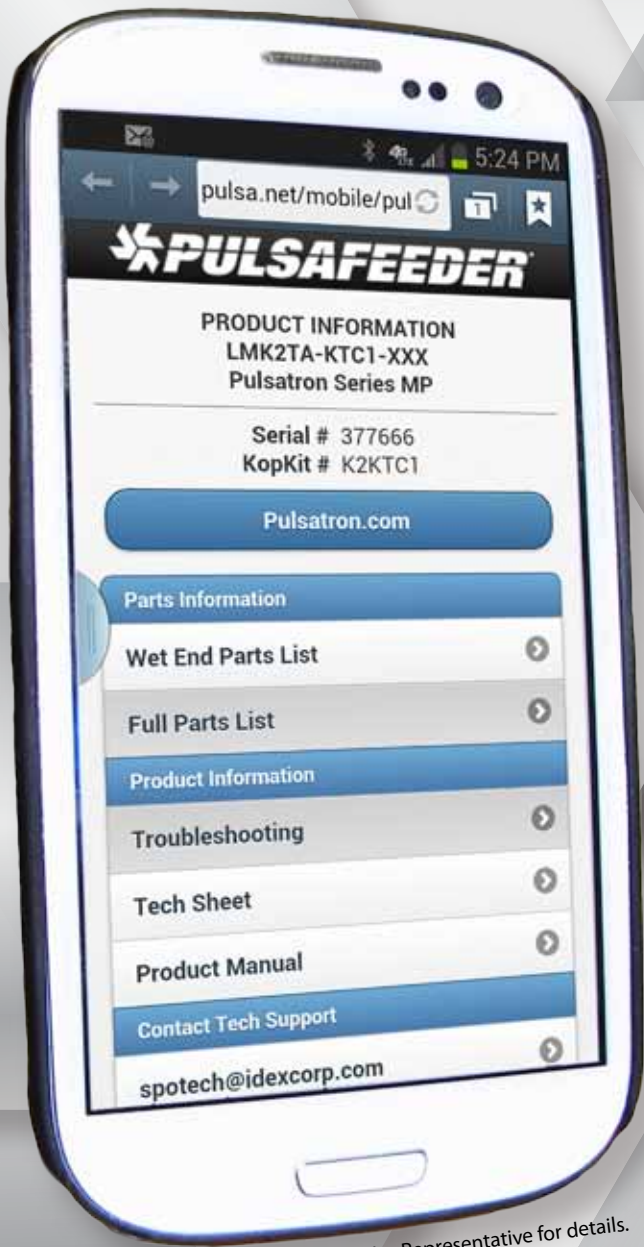 5:24 PM
pulsa.net/mobile/pul
1
PULSAFEEDER
PRODUCT INFORMATION
LMK2TA-KTC1-XXX
Pulsatron Series MP
Serial # 377666
KopKit # K2KTC1
Pulsatron.com
Parts Information
Wet End Parts List
Full Parts List
Product Information
Troubleshooting
Tech Sheet
Product Manual
Contact Tech Support
spotech@idexcorp.com
Representative for details.